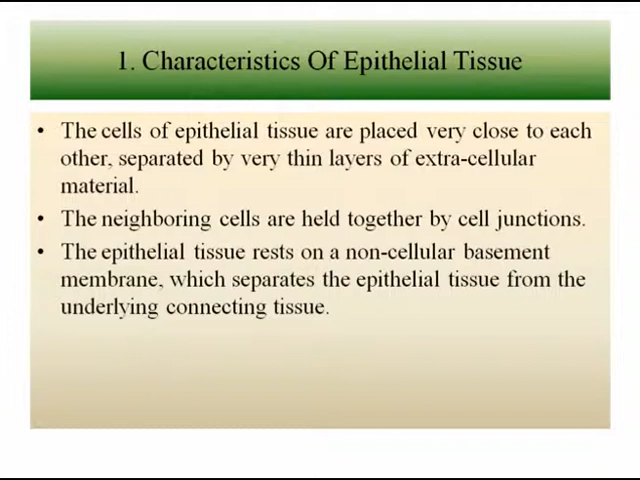 1. Characteristics Of Epithelial Tissue
• The cells of epithelial tissue are placed very close to each
other, separated by very thin layers of extra-cellular
material.
• The neighboring cells are held together by cell junctions.
• The epithelial tissue rests on a non-cellular basement
membrane, which separates the epithelial tissue from the
underlying connecting tissue.